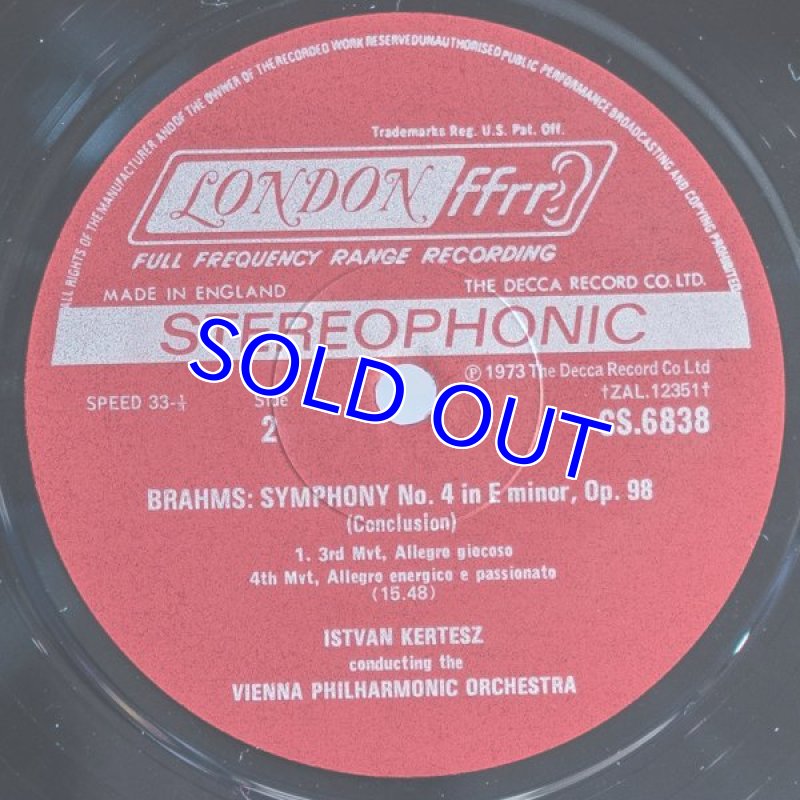 ALL RIGHTS OF THE MANUFACTURER AND OF THE OWNER OF THE RECORDED WORK RESERVED UNAUTHORISED PUBLIC PERFORMANCE BROADCASTING AND COPYING PROHIBITED
Trademarks Reg. U.S. Pat. Off.
LONDON ffrr
FULL FREQUENCY RANGE RECORDING
MADE IN ENGLAND THE DECCA RECORD CO. LTD.
STEREOPHONIC
℗ 1973 The Decca Record Co Ltd
SPEED 33-⅓ Side †ZAL.12351†
2 CS.6838
SOLD OUT
BRAHMS: SYMPHONY No. 4 in E minor, Op. 98
(Conclusion)
1. 3rd Mvt, Allegro giocoso
4th Mvt, Allegro energico e passionato
(15.48)
ISTVAN KERTESZ
conducting the
VIENNA PHILHARMONIC ORCHESTRA